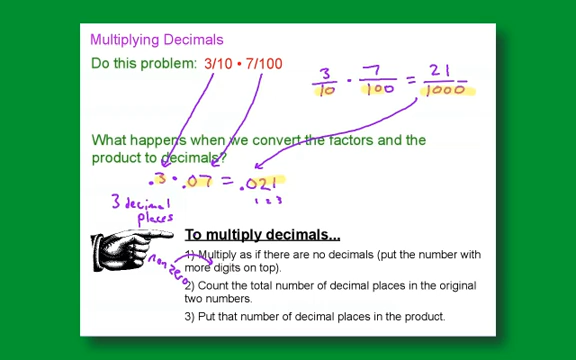 Multiplying Decimals
Do this problem: 3/10 • 7/100
3/10 · 7/100 = 21/1000
What happens when we convert the factors and the
product to decimals?
.3 · .07 = .021
1 2 3
3 decimal
places
To multiply decimals...
non zero
1) Multiply as if there are no decimals (put the number with
more digits on top).
2) Count the total number of decimal places in the original
two numbers.
3) Put that number of decimal places in the product.